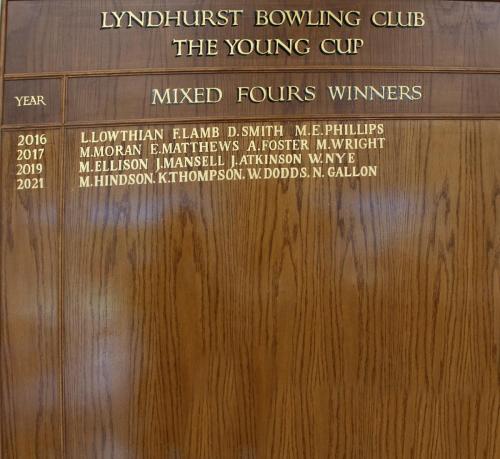 LYNDHURST BOWLING CLUB
THE YOUNG CUP
YEAR MIXED FOURS WINNERS
2016 L.LOWTHIAN F.LAMB D.SMITH M.E.PHILLIPS
2017 M.MORAN E.MATTHEWS A.FOSTER M.WRIGHT
2019 M.ELLISON J.MANSELL J.ATKINSON W.NYE
2021 M.HINDSON. K.THOMPSON. W.DODDS. N.GALLON